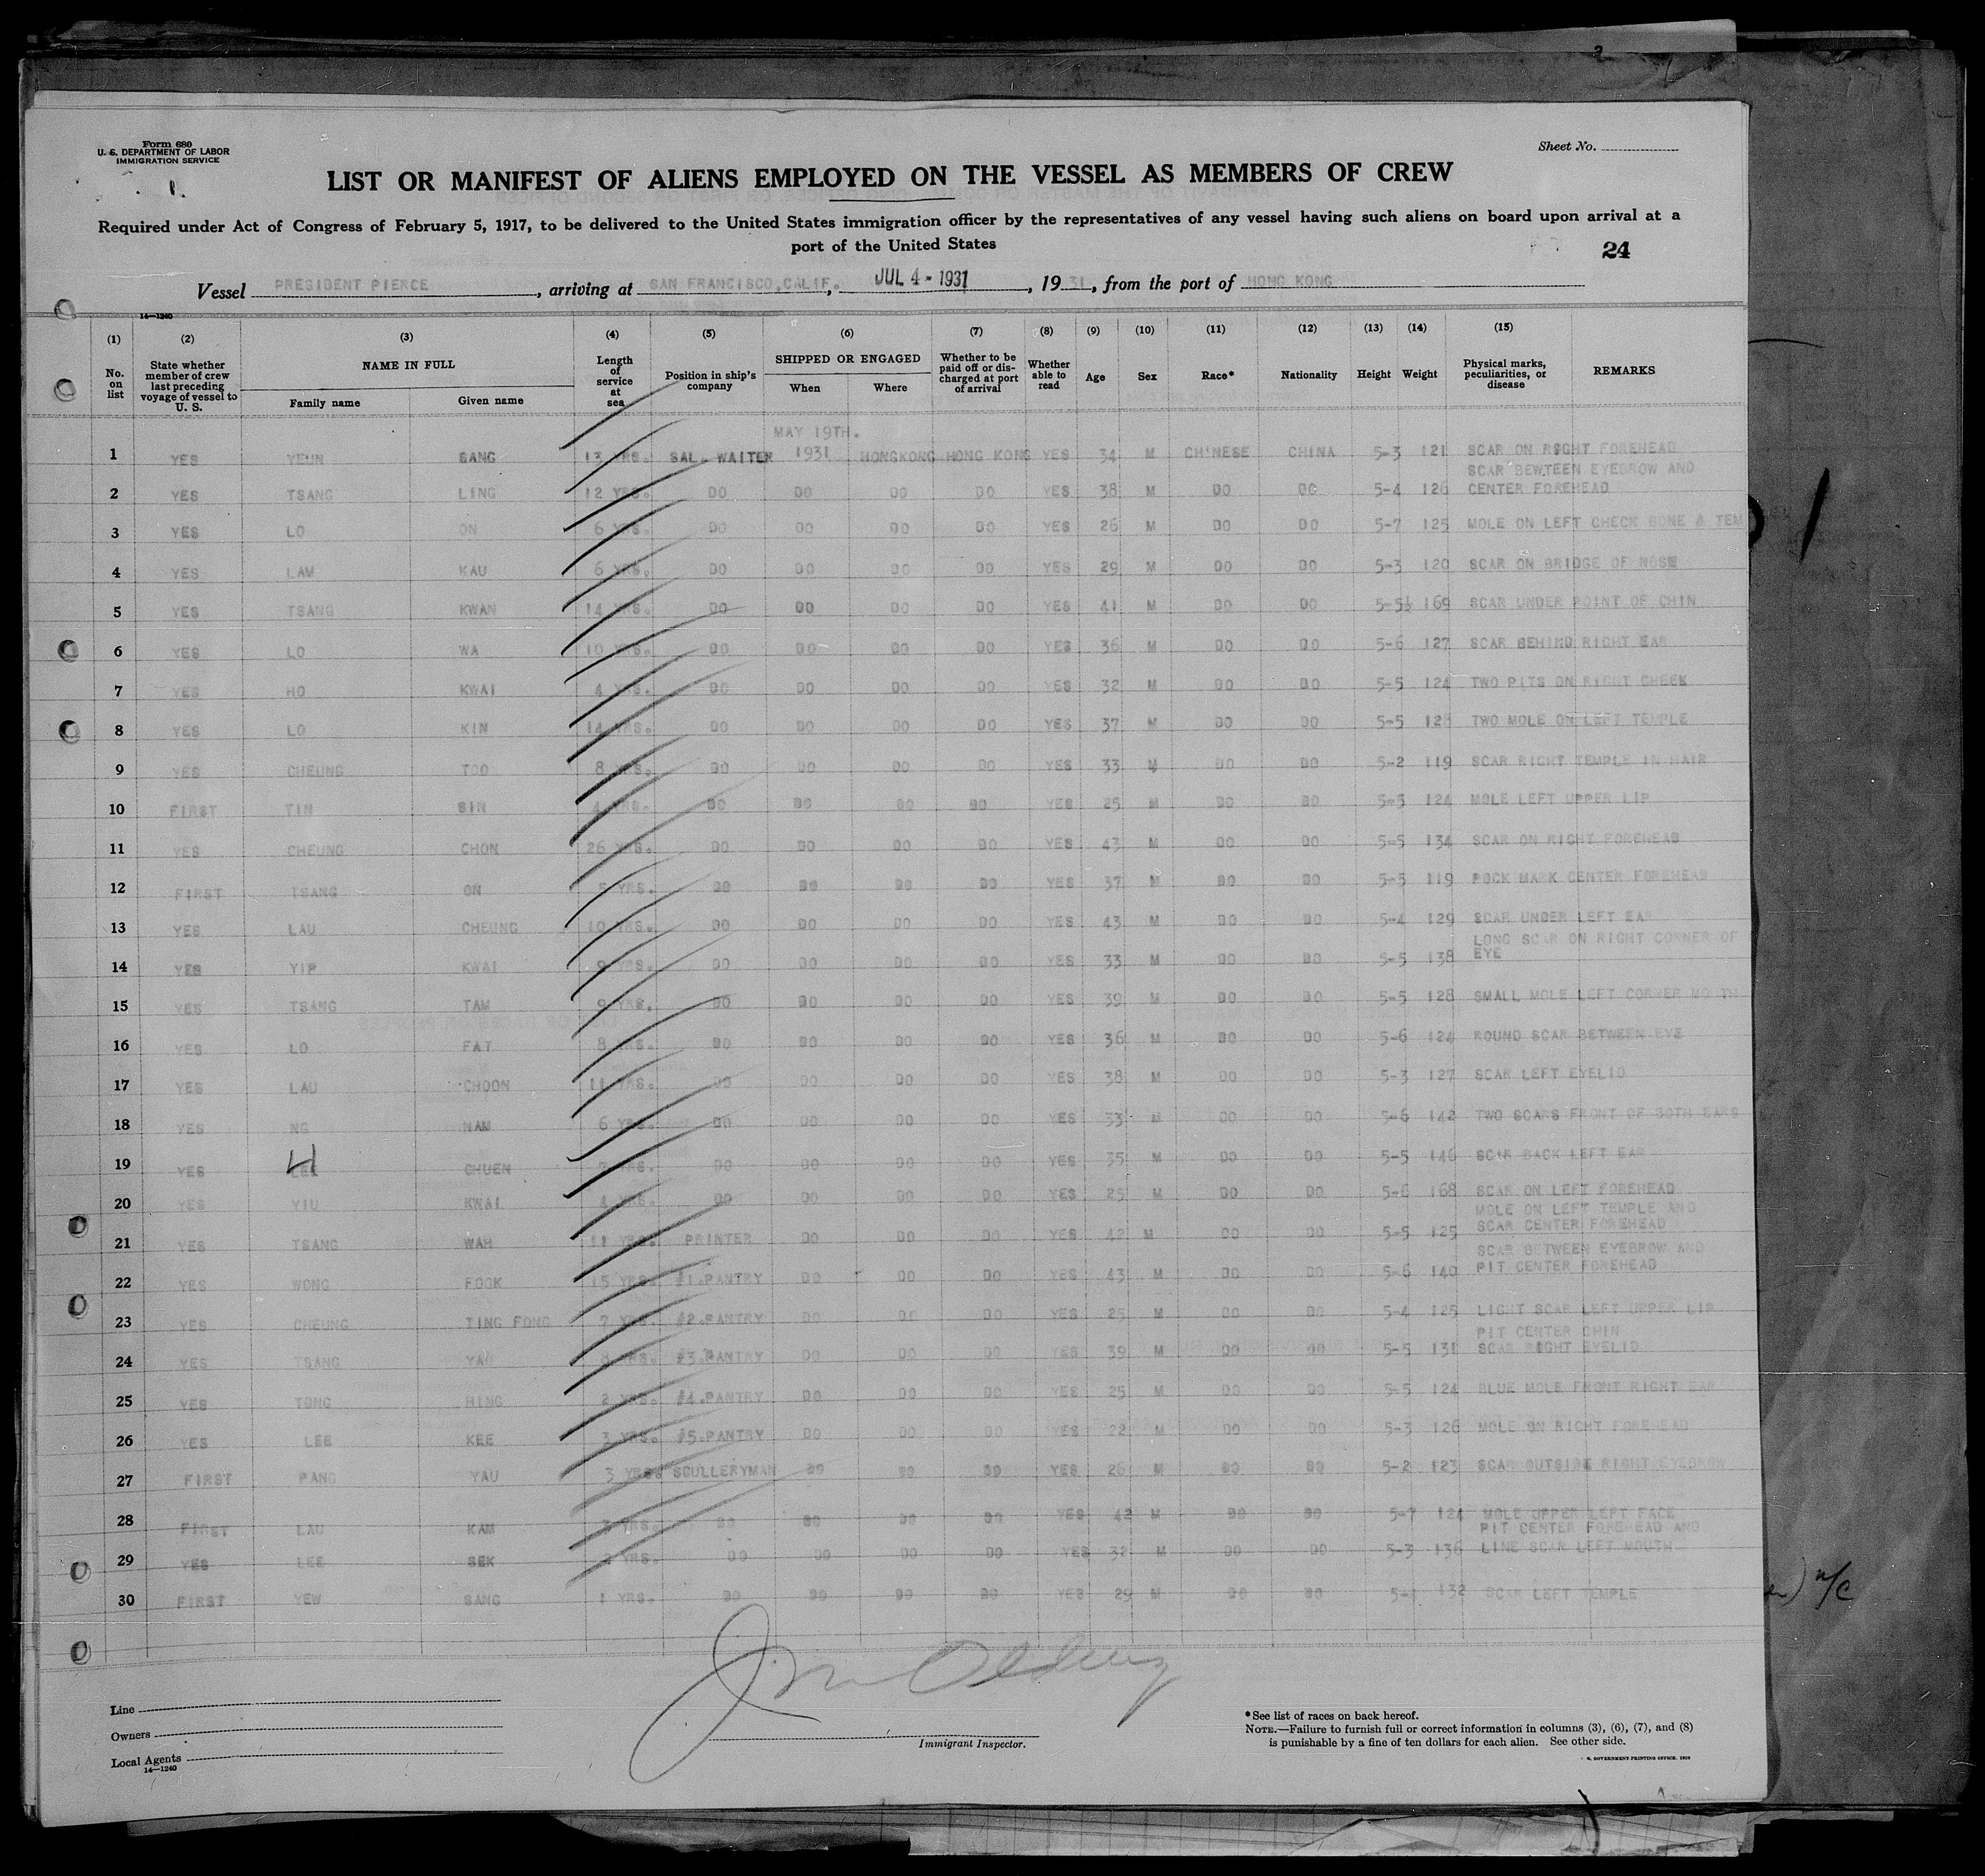 Form 680
U. S. DEPARTMENT OF LABOR
IMMIGRATION SERVICE
Sheet No.
LIST OR MANIFEST OF ALIENS EMPLOYED ON THE VESSEL AS MEMBERS OF CREW
Required under Act of Congress of February 5, 1917, to be delivered to the United States immigration officer by the representatives of any vessel having such aliens on board upon arrival at a
port of the United States
24
Vessel PRESIDENT PIERCE, arriving at SAN FRANCISCO, CALIF., JUL 4 - 1931, 1931, from the port of HONG KONG
14—1240
(1) (2) (3) (4) (5) (6) (7) (8) (9) (10) (11) (12) (13) (14) (15)
No. on list State whether member of crew last preceding voyage of vessel to U. S. NAME IN FULL Family name Given name Length of service at sea Position in ship's company SHIPPED OR ENGAGED When Where Whether to be paid off or discharged at port of arrival Whether able to read Age Sex Race* Nationality Height Weight Physical marks, peculiarities, or disease REMARKS
MAY 19TH.
1 YES YEUN SANG 13 YRS. SAL. WAITER 1931 HONGKONG HONG KONG YES 34 M CHINESE CHINA 5-3 121 SCAR ON RIGHT FOREHEAD
SCAR BEWTEEN EYEBROW AND
2 YES TSANG LING 12 YRS. DO DO DO DO YES 38 M DO DO 5-4 126 CENTER FOREHEAD
3 YES LO ON 6 YRS. DO DO DO DO YES 26 M DO DO 5-7 125 MOLE ON LEFT CHECK BONE & TEM
4 YES LAM KAU 6 YRS. DO DO DO DO YES 29 M DO DO 5-3 120 SCAR ON BRIDGE OF NOSE
5 YES TSANG KWAN 14 YRS. DO DO DO DO YES 41 M DO DO 5-5½ 169 SCAR UNDER POINT OF CHIN
6 YES LO WA 10 YRS. DO DO DO DO YES 36 M DO DO 5-6 127 SCAR BEHIND RIGHT EAR
7 YES HO KWAI 4 YRS. DO DO DO DO YES 32 M DO DO 5-5 124 TWO PITS ON RIGHT CHEEK
8 YES LO KIN 14 YRS. DO DO DO DO YES 37 M DO DO 5-5 128 TWO MOLE ON LEFT TEMPLE
9 YES CHEUNG TOO 8 YRS. DO DO DO DO YES 33 M DO DO 5-2 119 SCAR RIGHT TEMPLE IN HAIR
10 FIRST TIN SIN 4 YRS. DO DO DO DO YES 25 M DO DO 5-5 124 MOLE LEFT UPPER LIP
11 YES CHEUNG CHON 26 YRS. DO DO DO DO YES 43 M DO DO 5-5 134 SCAR ON RIGHT FOREHEAD
12 FIRST TSANG ON YRS. DO DO DO DO YES 37 M DO DO 5-5 119 POCK MARK CENTER FOREHEAD
13 YES LAU CHEUNG 10 YRS. DO DO DO DO YES 43 M DO DO 5-4 129 SCAR UNDER LEFT EAR
LONG SCAR ON RIGHT CORNER OF
14 YES YIP KWAI 9 YRS. DO DO DO DO YES 33 M DO DO 5-5 138 EYE
15 YES TSANG TAM 9 YRS. DO DO DO DO YES 39 M DO DO 5-5 128 SMALL MOLE LEFT CORNER MOUTH
16 YES LO FAT 8 YRS. DO DO DO DO YES 36 M DO DO 5-6 124 ROUND SCAR BETWEEN EYE
17 YES LAU CHOON 11 YRS. DO DO DO DO YES 38 M DO DO 5-3 127 SCAR LEFT EYELID
18 YES NG NAM 6 YRS. DO DO DO DO YES 33 M DO DO 5-6 142 TWO SCARS FRONT OF BOTH EARS
19 YES LI CHUEN YRS. DO DO DO DO YES 35 M DO DO 5-5 146 SCAR BACK LEFT EAR
20 YES YIU KWAI 4 YRS. DO DO DO DO YES 25 M DO DO 5-6 168 SCAR ON LEFT FOREHEAD
MOLE ON LEFT TEMPLE AND
21 YES TSANG WAH 11 YRS. PRINTER DO DO DO YES 42 M DO DO 5-5 125 SCAR CENTER FOREHEAD
SCAR BETWEEN EYEBROW AND
22 YES WONG FOOK 15 YRS. #1.PANTRY DO DO DO YES 43 M DO DO 5-6 140 PIT CENTER FOREHEAD
23 YES CHEUNG TING FONG 7 YRS. #2.PANTRY DO DO DO YES 25 M DO DO 5-4 125 LIGHT SCAR LEFT UPPER LIP
PIT CENTER CHIN
24 YES TSANG YAU YRS. #3.PANTRY DO DO DO YES 39 M DO DO 5-5 131 SCAR RIGHT EYELID
25 YES TONG HING 2 YRS. #4.PANTRY DO DO DO YES 25 M DO DO 5-5 124 BLUE MOLE FRONT RIGHT EAR
26 YES LEE KEE 3 YRS. #5.PANTRY DO DO DO YES 22 M DO DO 5-3 126 MOLE ON RIGHT FOREHEAD
27 FIRST PANG YAU 3 YRS. SCULLERYMAN DO DO DO YES 26 M DO DO 5-2 123 SCAR OUTSIDE RIGHT EYEBROW
28 FIRST LAU KAM YRS. DO DO DO DO YES 42 M DO DO 5-7 124 MOLE UPPER LEFT FACE
PIT CENTER FOREHEAD AND
29 YES LEE SEK YRS. DO DO DO DO YES 32 M DO DO 5-3 136 LINE SCAR LEFT MOUTH
30 FIRST YEW SANG 1 YRS. DO DO DO DO YES 29 M DO DO 132 SCAR LEFT TEMPLE
Line
Owners
Local Agents
14—1240
Immigrant Inspector.
*See list of races on back hereof.
NOTE.—Failure to furnish full or correct information in columns (3), (6), (7), and (8)
is punishable by a fine of ten dollars for each alien. See other side.
GOVERNMENT PRINTING OFFICE
n/c